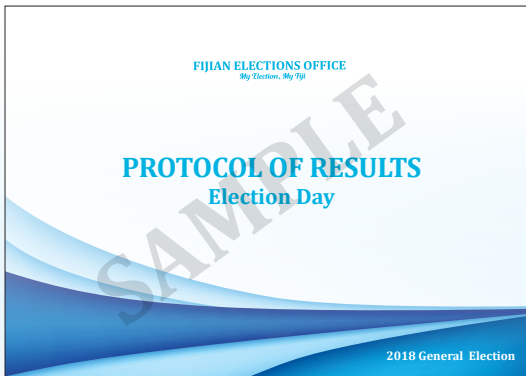 FIJIAN ELECTIONS OFFICE
My Election, My Fiji
PROTOCOL OF RESULTS
Election Day
SAMPLE
2018 General Election